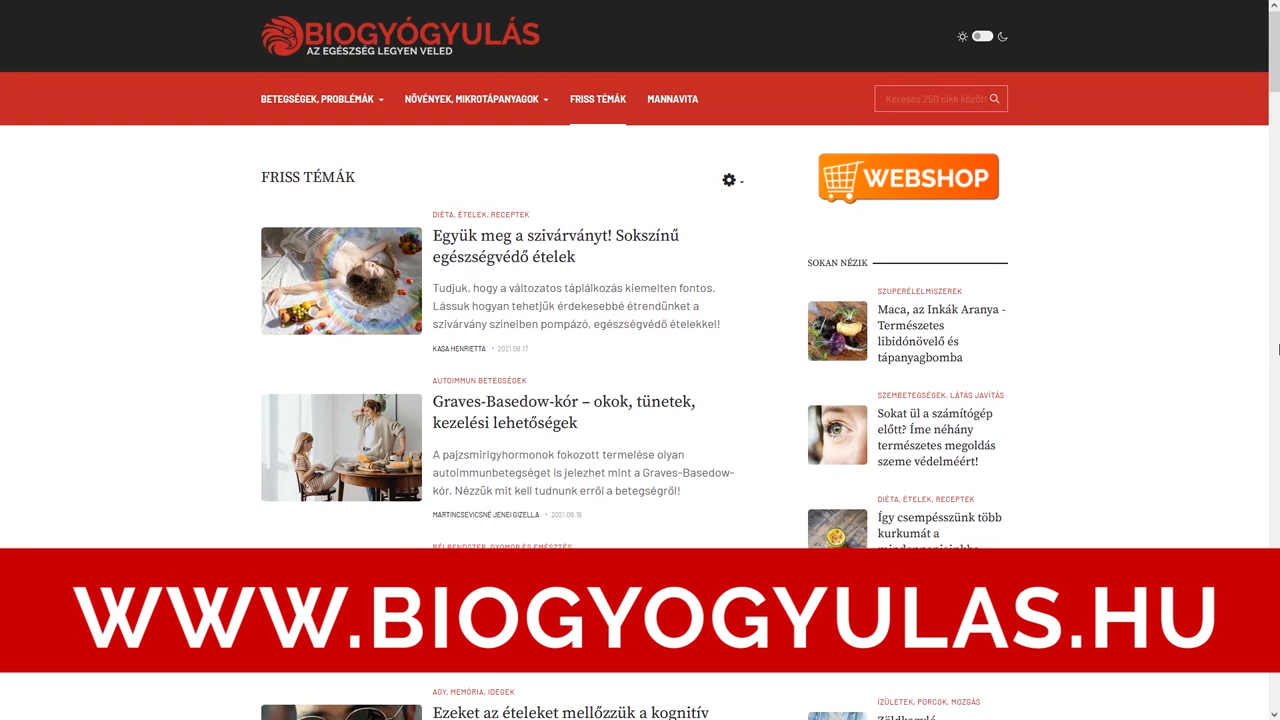 BIOGYÓGYULÁS
AZ EGÉSZSÉG LEGYEN VELED
BETEGSÉGEK, PROBLÉMÁK
NÖVÉNYEK, MIKROTÁPANYAGOK
FRISS TÉMÁK
MANNAVITA
Keresés 250 cikk között
FRISS TÉMÁK
DIÉTA, ÉTELEK, RECEPTEK
Együk meg a szivárványt! Sokszínű
egészségvédő ételek
Tudjuk, hogy a változatos táplálkozás kiemelten fontos.
Lássuk hogyan tehetjük érdekesebbé étrendünket a
szivárvány színeiben pompázó, egészségvédő ételekkel!
KASA HENRIETTA • 2021.08.17
AUTOIMMUN BETEGSÉGEK
Graves-Basedow-kór – okok, tünetek,
kezelési lehetőségek
A pajzsmirigyhormonok fokozott termelése olyan
autoimmunbetegséget is jelezhet mint a Graves-Basedow-
kór. Nézzük mit kell tudnunk erről a betegségről!
MARTINCSEVICSNÉ JENEI GIZELLA • 2021.08.16
BÉLRENDSZER, GYOMOR ÉS EMÉSZTÉS
WEBSHOP
SOKAN NÉZIK
SZUPERÉLELMISZEREK
Maca, az Inkák Aranya -
Természetes
libidónövelő és
tápanyagbomba
SZEMBETEGSÉGEK, LÁTÁS JAVÍTÁS
Sokat ül a számítógép
előtt? Íme néhány
természetes megoldás
szeme védelméért!
DIÉTA, ÉTELEK, RECEPTEK
Így csempésszünk több
kurkumát a
mindennapjainkba
WWW.BIOGYOGYULAS.HU
AGY, MEMÓRIA, IDEGEK
Ezeket az ételeket mellőzzük a kognitív
ÍZÜLETEK, PORCOK, MOZGÁS
Zöldkagyló